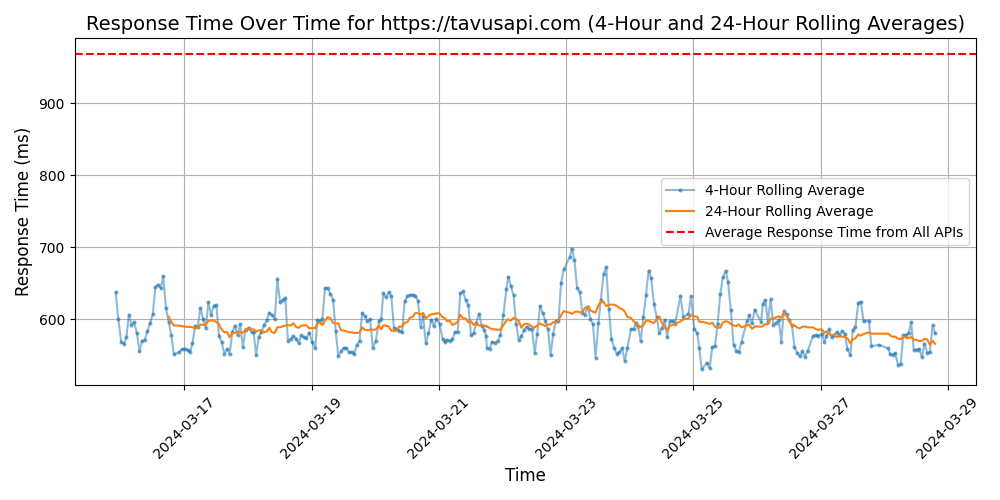 Response Time Over Time for https://tavusapi.com (4-Hour and 24-Hour Rolling Averages)
Response Time (ms)
900
800
700
600
4-Hour Rolling Average
24-Hour Rolling Average
Average Response Time from All APIs
2024-03-17
2024-03-19
2024-03-21
2024-03-23
2024-03-25
2024-03-27
2024-03-29
Time